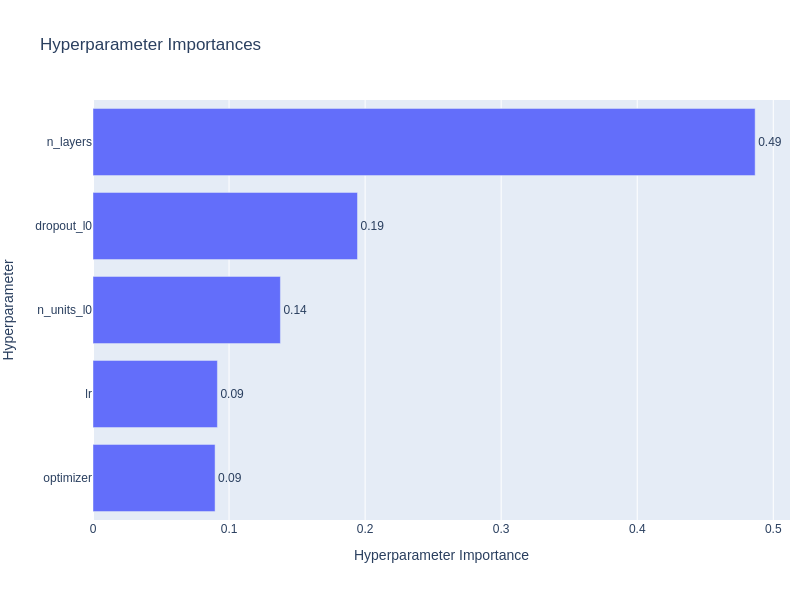 Hyperparameter Importances
Hyperparameter
n_layers
0.49
dropout_l0
0.19
n_units_l0
0.14
lr
0.09
optimizer
0.09
0
0.1
0.2
0.3
0.4
0.5
Hyperparameter Importance